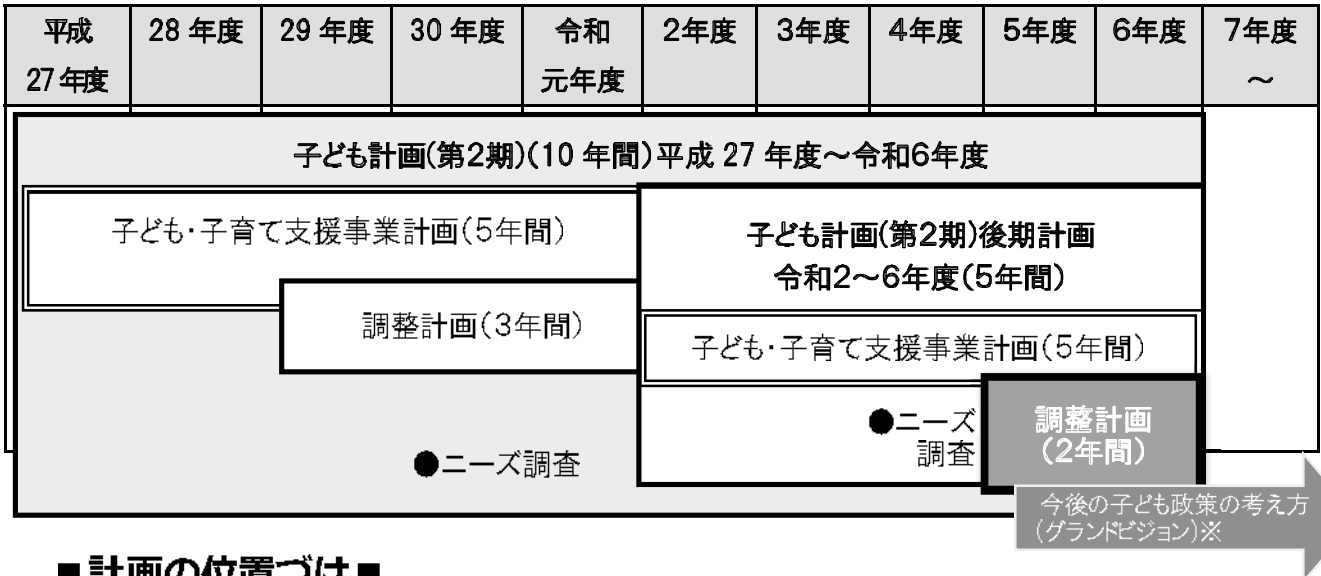 平成 28年度 29年度 30年度 令和 2年度 3年度 4年度 5年度 6年度 7年度
27年度 元年度 ～
子ども計画(第2期)(10年間)平成27年度～令和6年度
子ども・子育て支援事業計画(5年間)
子ども計画(第2期)後期計画
令和2～6年度(5年間)
調整計画(3年間)
子ども・子育て支援事業計画(5年間)
●ニーズ
調査
調整計画
(2年間)
●ニーズ調査
今後の子ども政策の考え方
(グランドビジョン)※
■計画の位置づけ■